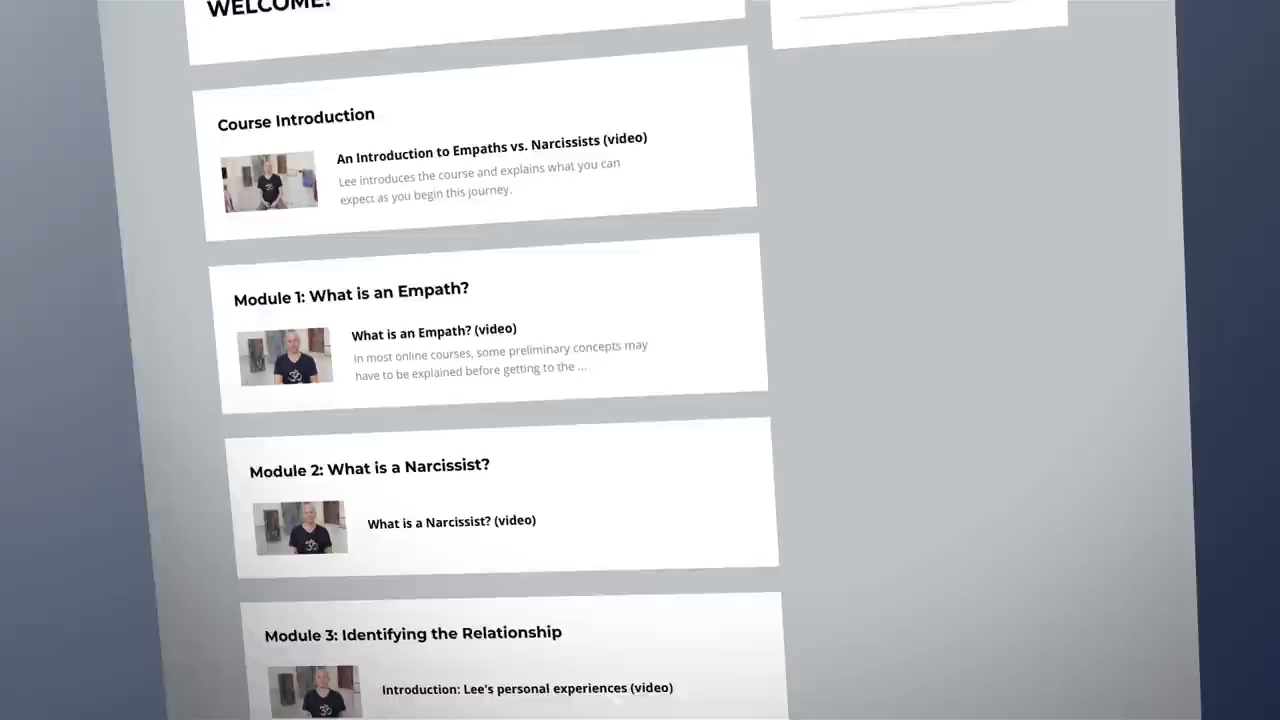 WELCOME!
Course Introduction
An Introduction to Empaths vs. Narcissists (video)
Lee introduces the course and explains what you can
expect as you begin this journey.
Module 1: What is an Empath?
What is an Empath? (video)
In most online courses, some preliminary concepts may
have to be explained before getting to the ...
Module 2: What is a Narcissist?
What is a Narcissist? (video)
Module 3: Identifying the Relationship
Introduction: Lee's personal experiences (video)